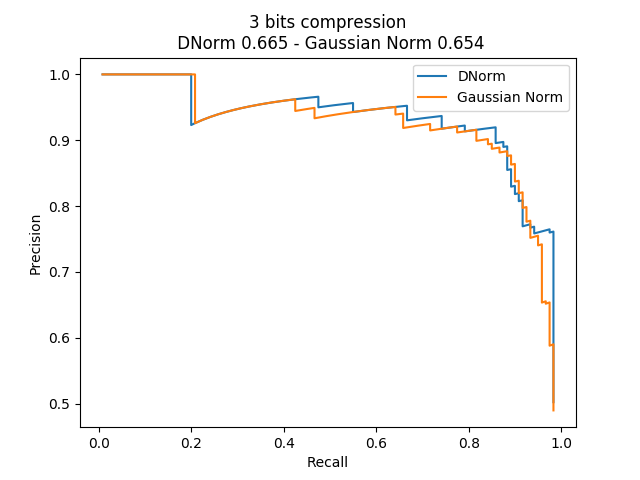 3 bits compression
DNorm 0.665 - Gaussian Norm 0.654
DNorm
Gaussian Norm
1.0
0.9
0.8
0.7
0.6
0.5
Precision
0.0 0.2 0.4 0.6 0.8 1.0
Recall